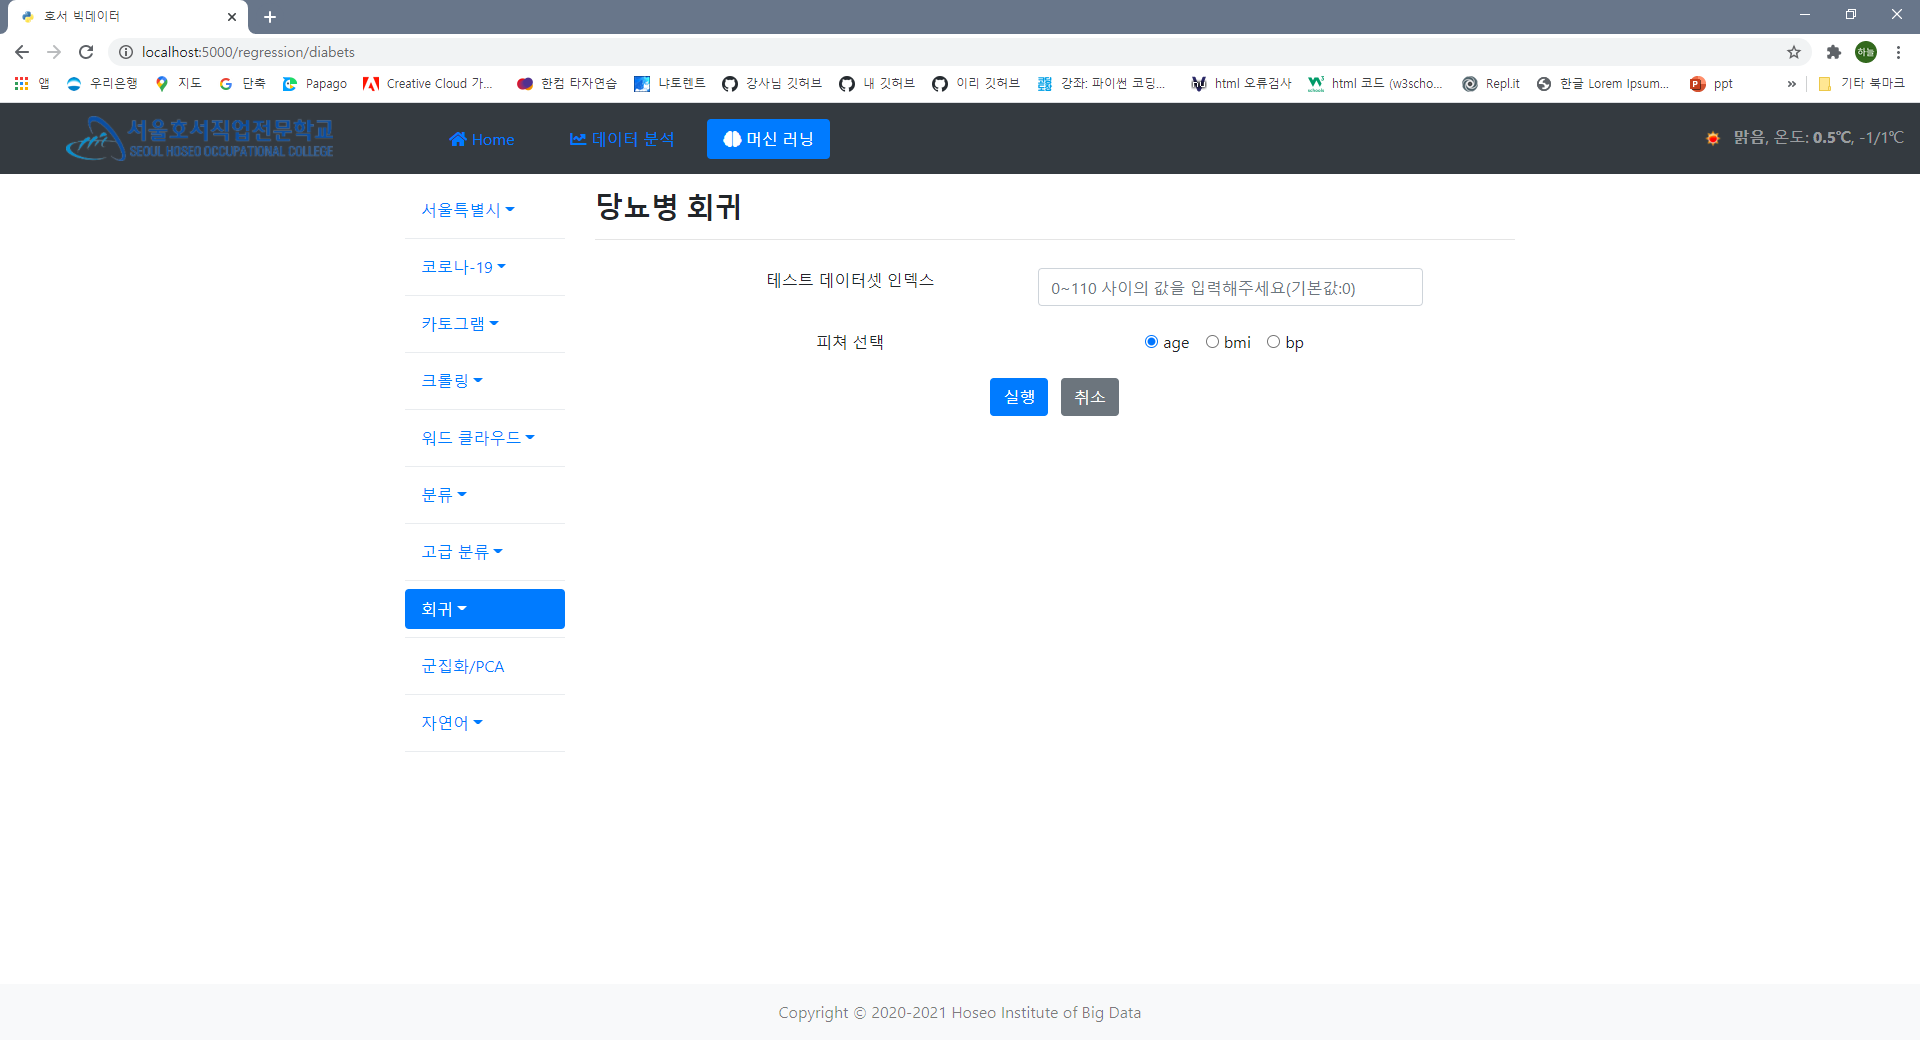 호서 빅데이터
localhost:5000/regression/diabets
하늘
앱 우리은행 지도 단축 Papago Creative Cloud 가... 한컴 타자연습 냐토렌트 강사님 깃허브 내 깃허브 이리 깃허브 강좌: 파이썬 코딩... html 오류검사 html 코드 (w3scho... Repl.it 한글 Lorem Ipsum... ppt » 기타 북마크
서울호서직업전문학교
SEOUL HOSEO OCCUPATIONAL COLLEGE
Home 데이터 분석 머신 러닝 맑음, 온도: 0.5℃, -1/1℃
서울특별시
코로나-19
카토그램
크롤링
워드 클라우드
분류
고급 분류
회귀
군집화/PCA
자연어
당뇨병 회귀
테스트 데이터셋 인덱스 0~110 사이의 값을 입력해주세요(기본값:0)
피쳐 선택 age bmi bp
실행 취소
Copyright © 2020-2021 Hoseo Institute of Big Data